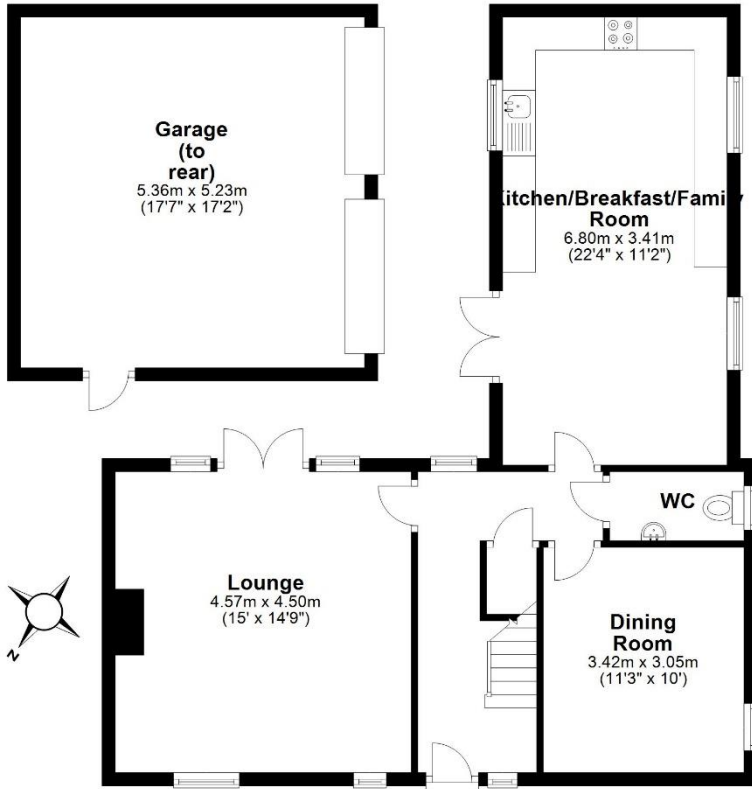 Garage
(to
rear)
5.36m x 5.23m
(17'7" x 17'2")
Kitchen/Breakfast/Family
Room
6.80m x 3.41m
(22'4" x 11'2")
WC
Lounge
4.57m x 4.50m
(15' x 14'9")
Dining
Room
3.42m x 3.05m
(11'3" x 10')
N